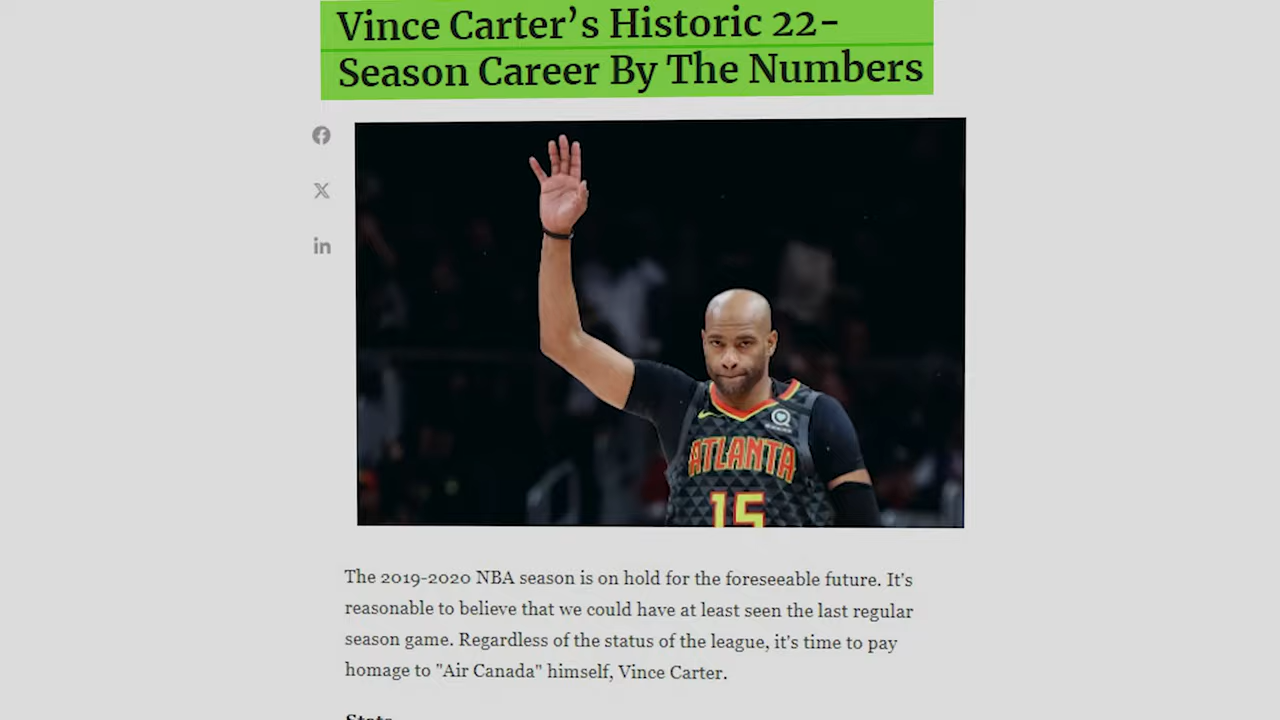 Vince Carter’s Historic 22-
Season Career By The Numbers
ATLANTA
15
The 2019-2020 NBA season is on hold for the foreseeable future. It's
reasonable to believe that we could have at least seen the last regular
season game. Regardless of the status of the league, it's time to pay
homage to "Air Canada" himself, Vince Carter.
Stats